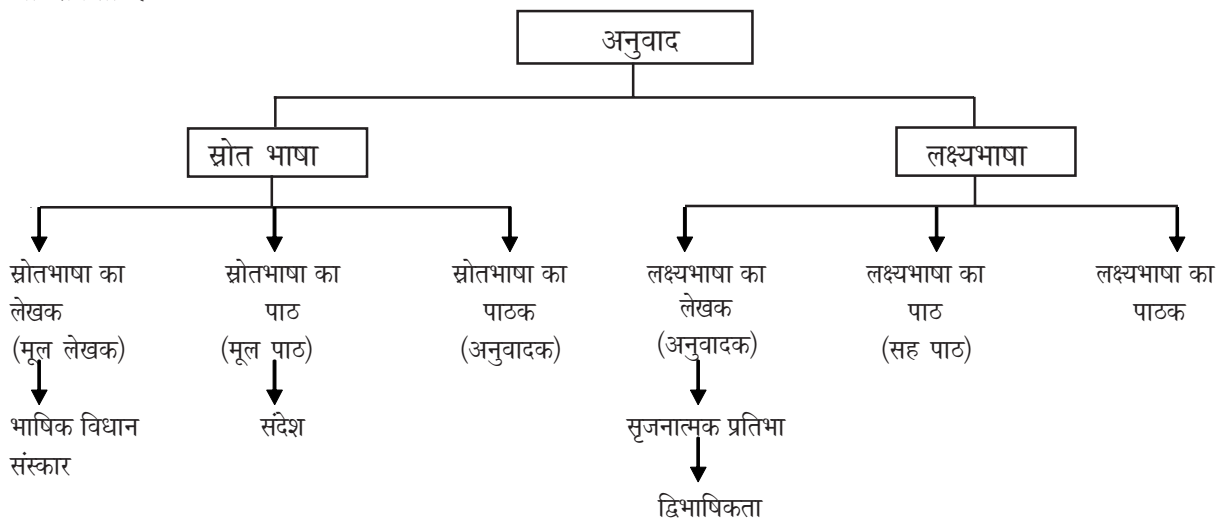 अनुवाद
स्रोत भाषा
लक्ष्यभाषा
स्रोतभाषा का
लेखक
(मूल लेखक)
स्रोतभाषा का
पाठ
(मूल पाठ)
स्रोतभाषा का
पाठक
(अनुवादक)
लक्ष्यभाषा का
लेखक
(अनुवादक)
लक्ष्यभाषा का
पाठ
(सह पाठ)
लक्ष्यभाषा का
पाठक
भाषिक विधान
संस्कार
संदेश
सृजनात्मक प्रतिभा
द्विभाषिकता